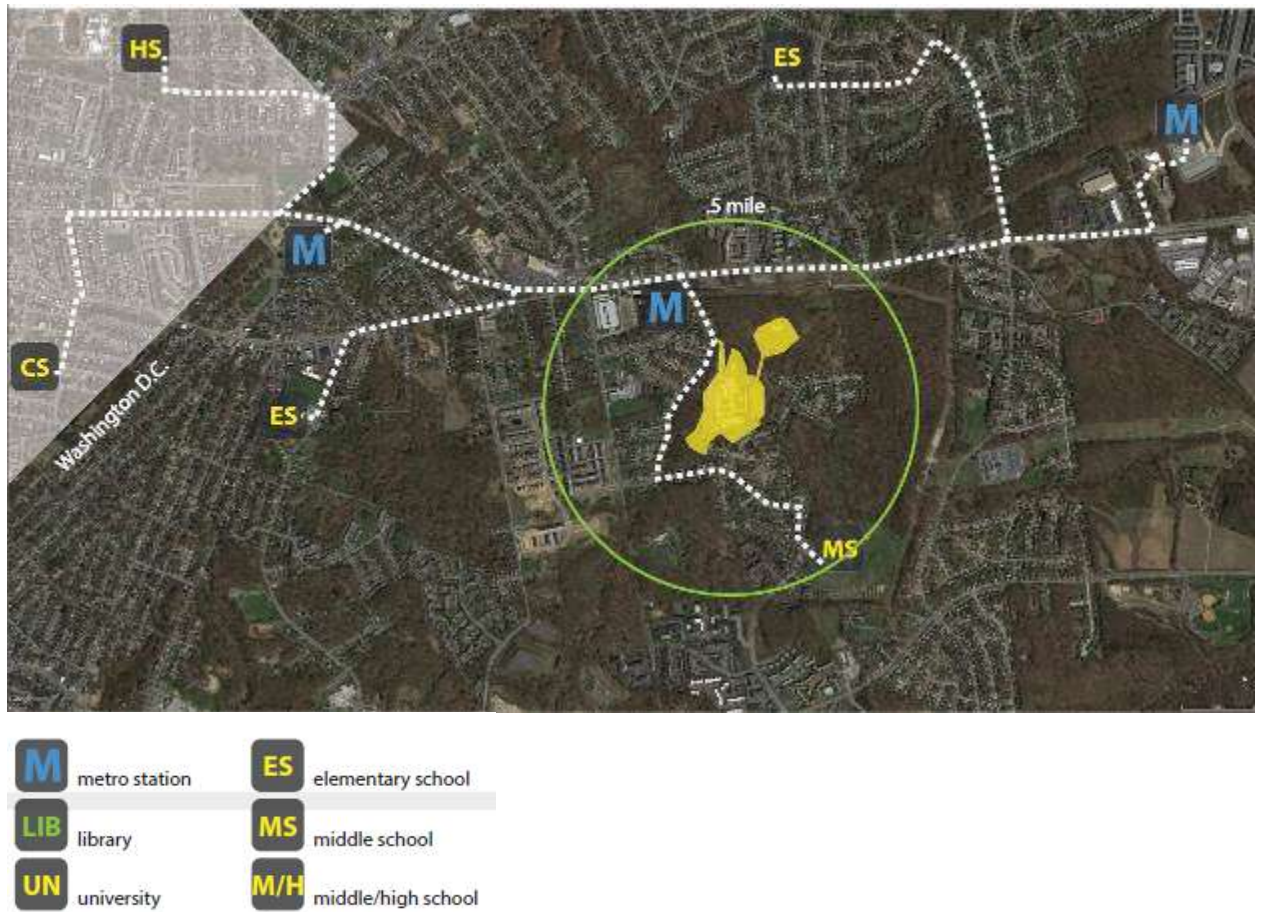 HS
ES
M
.5 mile
M
M
CS
Washington D.C.
ES
MS
M metro station
ES elementary school
LIB library
MS middle school
UN university
M/H middle/high school